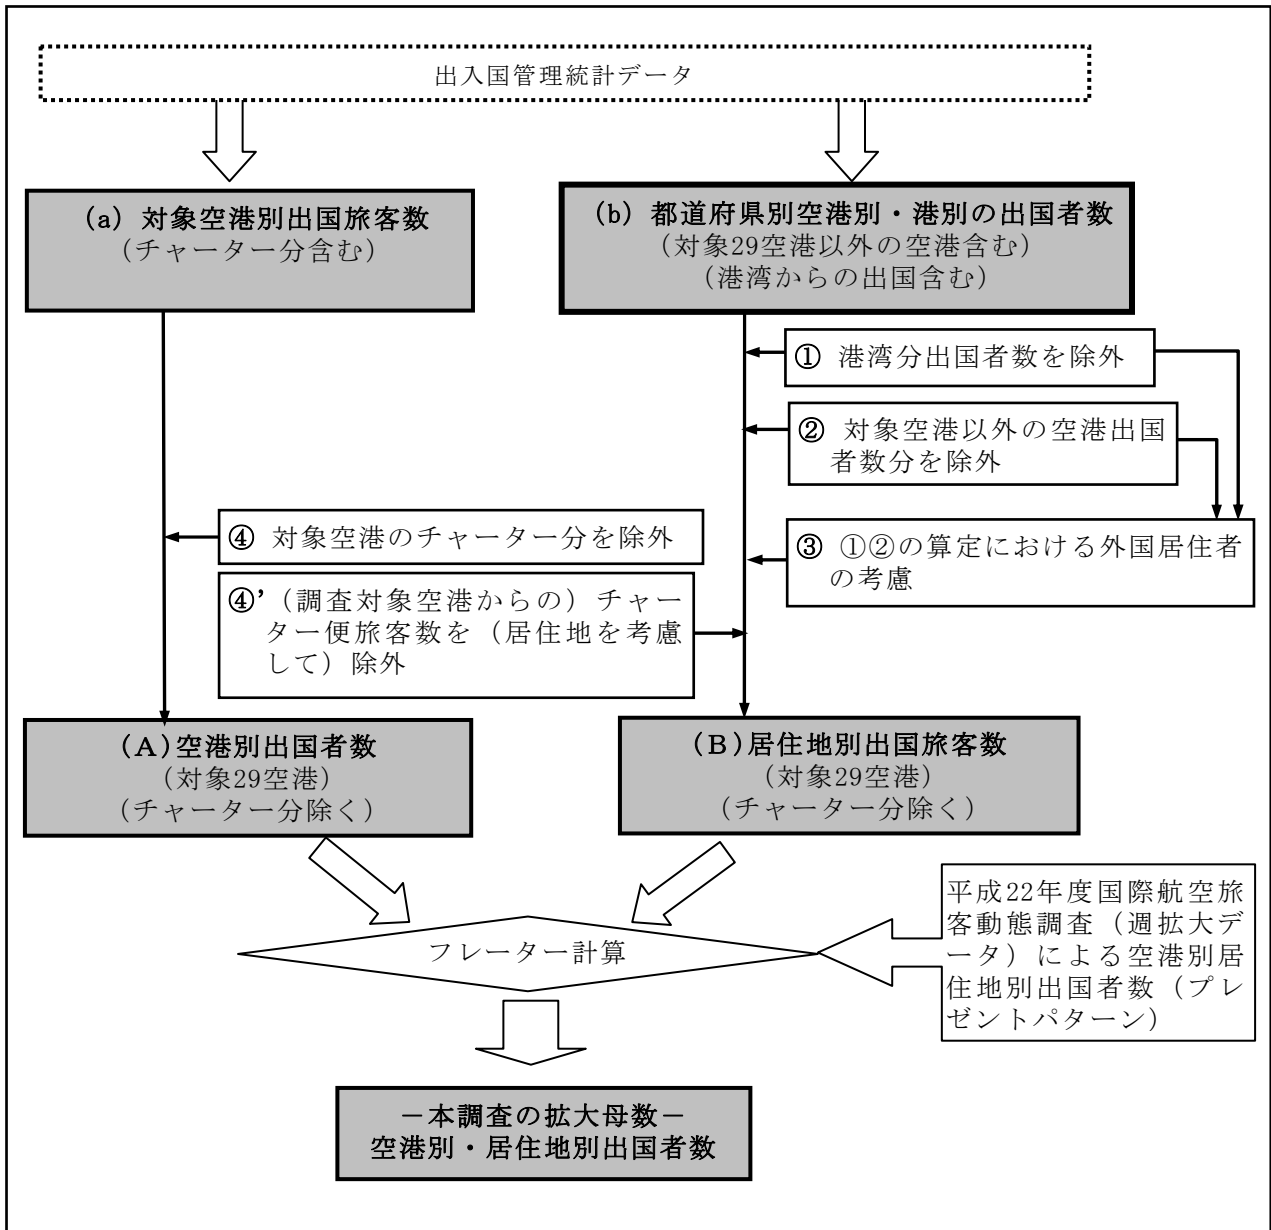 出入国管理統計データ
(a) 対象空港別出国旅客数
（チャーター分含む）
(b) 都道府県別空港別・港別の出国者数
（対象29空港以外の空港含む）
（港湾からの出国含む）
① 港湾分出国者数を除外
② 対象空港以外の空港出国
者数分を除外
③ ①②の算定における外国居住者
の考慮
④ 対象空港のチャーター分を除外
④’（調査対象空港からの）チャー
ター便旅客数を（居住地を考慮
して）除外
(A)空港別出国者数
（対象29空港）
（チャーター分除く）
(B)居住地別出国旅客数
（対象29空港）
（チャーター分除く）
フレーター計算
平成22年度国際航空旅
客動態調査（週拡大デ
ータ）による空港別居
住地別出国者数（プレ
ゼントパターン）
－本調査の拡大母数－
空港別・居住地別出国者数